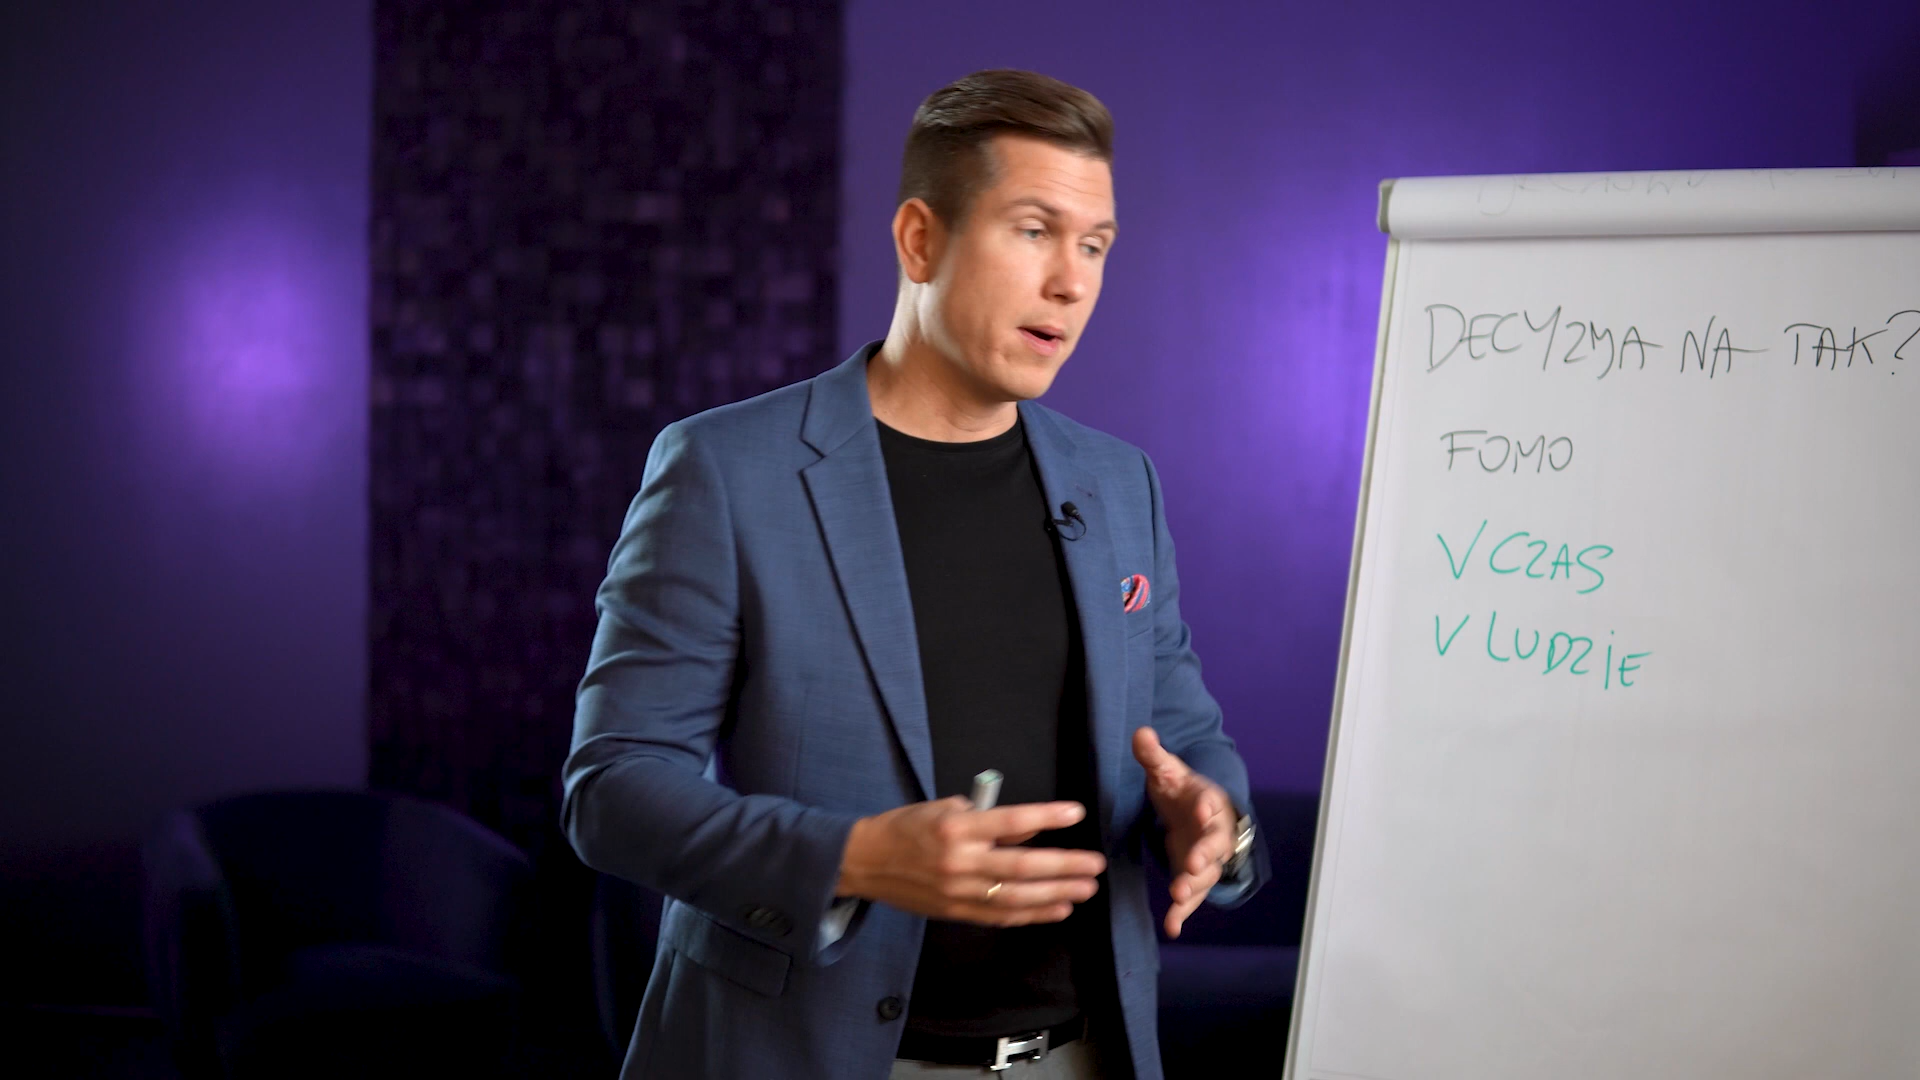 DECYZJA NA TAK?
FOMO
V CZAS
V LUDZIE